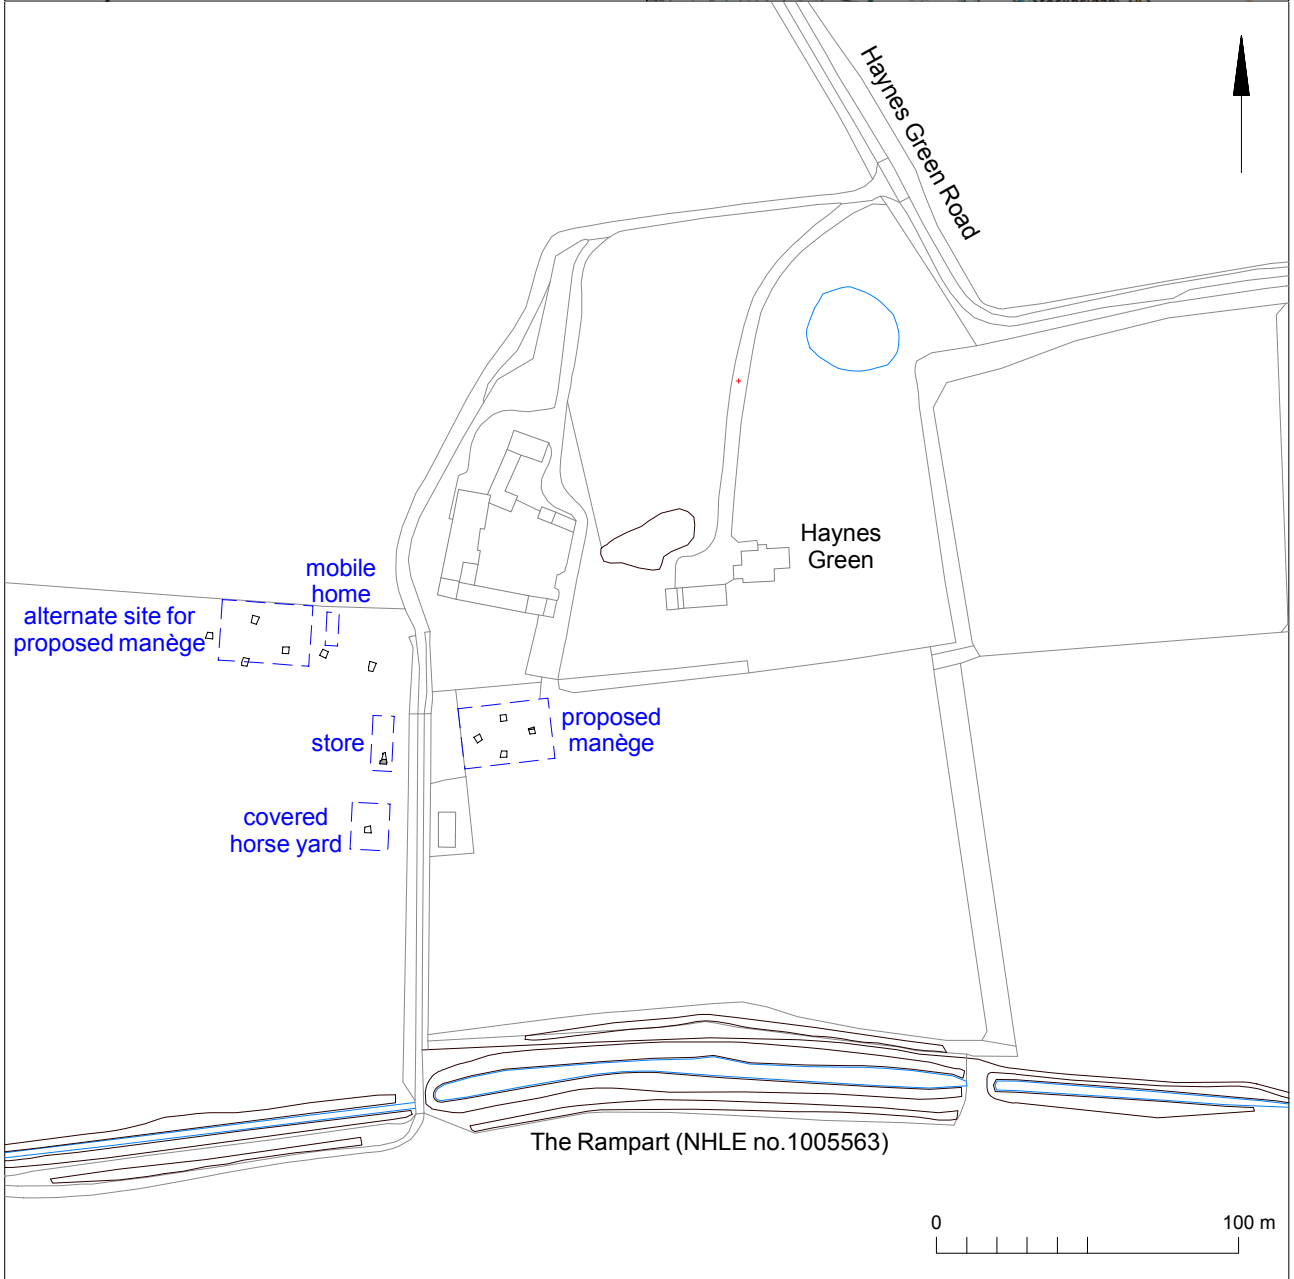 Haynes Green Road
Haynes
Green
mobile
home
alternate site for
proposed manège
proposed
manège
store
covered
horse yard
The Rampart (NHLE no.1005563)
0
100 m